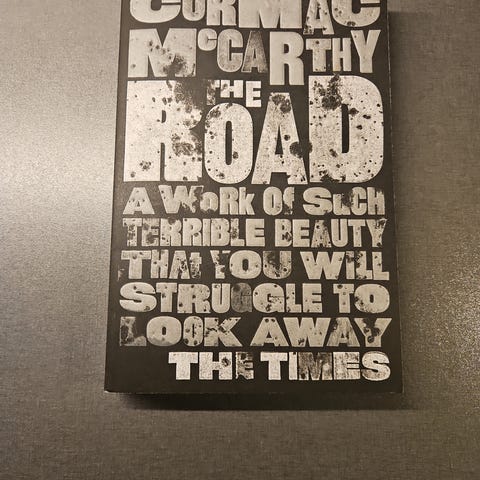 CORMAC
McCARTHY
THE
ROAD
A WORK OF SUCH
TERRIBLE BEAUTY
THAT YOU WILL
STRUGGLE TO
LOOK AWAY
THE TIMES